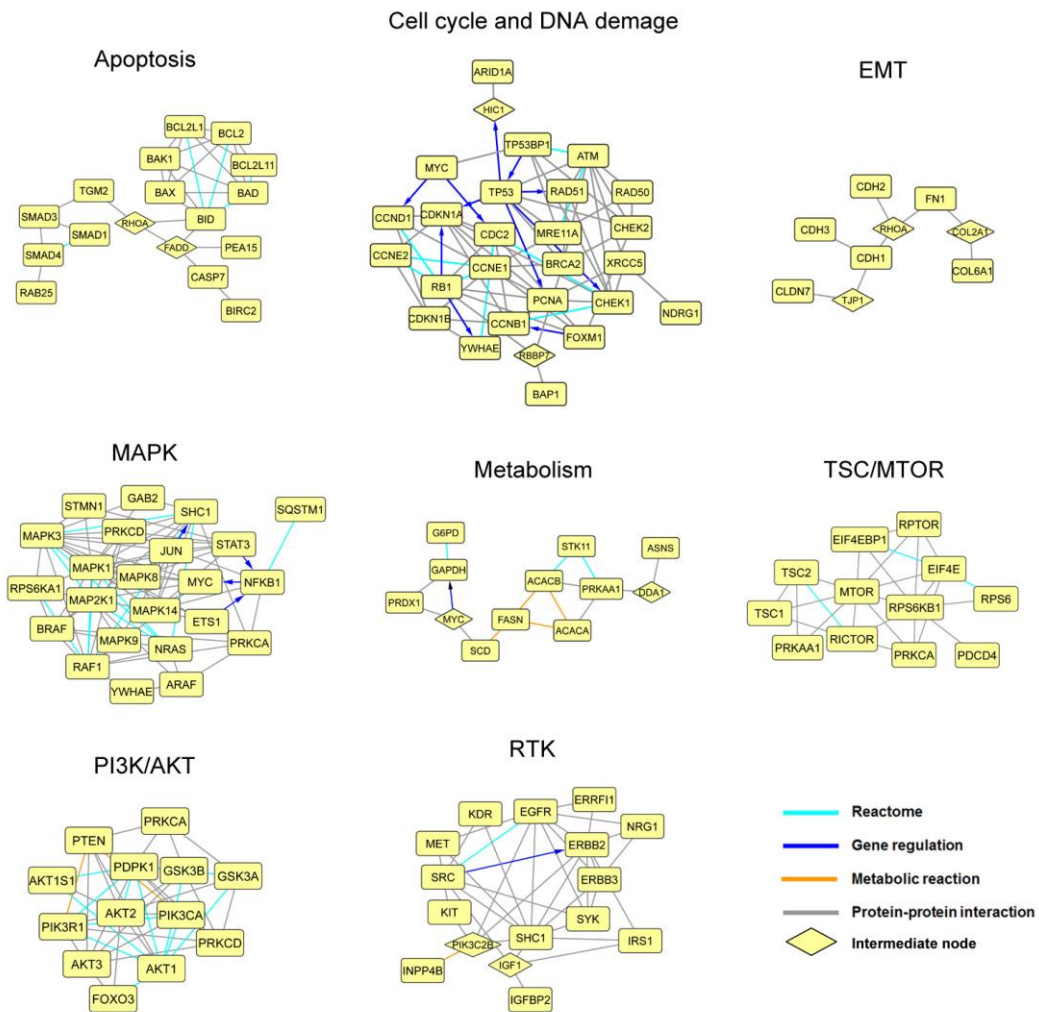 Cell cycle and DNA demage
Apoptosis
EMT
BCL2L1
BCL2
BAK1
BCL2L11
BAX
BAD
TGM2
BID
SMAD3
RHOA
SMAD1
FADD
PEA15
SMAD4
CASP7
RAB25
BIRC2
ARID1A
HIC1
TP53BP1
ATM
MYC
TP53
RAD51
RAD50
CCND1
CDKN1A
CDC2
MRE11A
CHEK2
CCNE2
CCNE1
BRCA2
XRCC5
RB1
PCNA
CHEK1
NDRG1
CDKN1B
CCNB1
FOXM1
YWHAE
RBBP7
BAP1
CDH2
FN1
CDH3
RHOA
COL2A1
CDH1
COL6A1
CLDN7
TJP1
MAPK
Metabolism
TSC/MTOR
GAB2
STMN1
SHC1
SQSTM1
MAPK3
PRKCD
JUN
STAT3
MAPK1
MAPK8
MYC
NFKB1
RPS6KA1
MAP2K1
MAPK14
ETS1
BRAF
MAPK9
NRAS
PRKCA
RAF1
YWHAE
ARAF
G6PD
STK11
ASNS
GAPDH
ACACB
PRKAA1
DDA1
PRDX1
MYC
FASN
ACACA
SCD
RPTOR
EIF4EBP1
TSC2
EIF4E
MTOR
RPS6
TSC1
RPS6KB1
PRKAA1
RICTOR
PRKCA
PDCD4
PI3K/AKT
RTK
PRKCA
PTEN
PDPK1
GSK3B
GSK3A
AKT1S1
AKT2
PIK3CA
PIK3R1
PRKCD
AKT3
AKT1
FOXO3
KDR
EGFR
ERRFI1
NRG1
MET
ERBB2
SRC
ERBB3
KIT
SYK
PIK3C2B
SHC1
IRS1
INPP4B
IGF1
IGFBP2
Reactome
Gene regulation
Metabolic reaction
Protein-protein interaction
Intermediate node